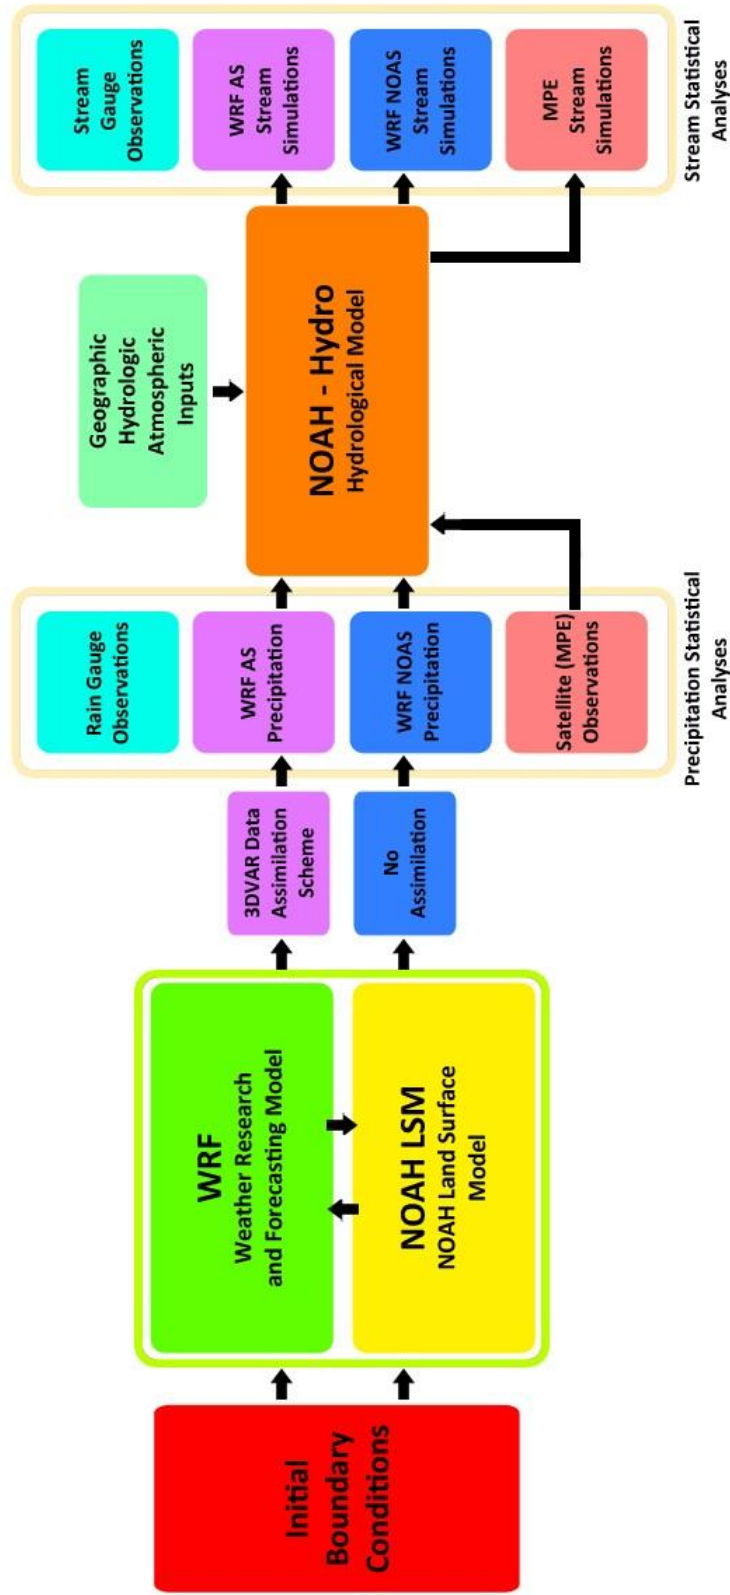 Initial
Boundary
Conditions
WRF
Weather Research
and Forecasting Model
NOAH LSM
NOAH Land Surface
Model
3DVAR Data
Assimilation
Scheme
No
Assimilation
Rain Gauge
Observations
WRF AS
Precipitation
WRF NOAS
Precipitation
Satellite (MPE)
Observations
Precipitation Statistical
Analyses
Geographic
Hydrologic
Atmospheric
Inputs
NOAH - Hydro
Hydrological Model
Stream
Gauge
Observations
WRF AS
Stream
Simulations
WRF NOAS
Stream
Simulations
MPE
Stream
Simulations
Stream Statistical
Analyses